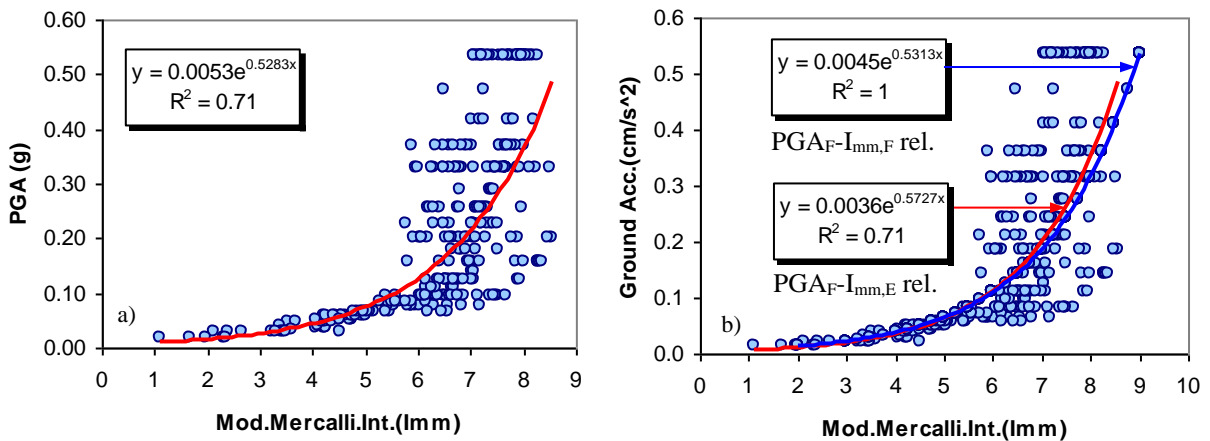 0.60
0.50
0.40
0.30
0.20
0.10
0.00
PGA (g)
y = 0.0053e^0.5283x
R^2 = 0.71
a)
0 1 2 3 4 5 6 7 8 9
Mod.Mercalli.Int.(Imm)
0.6
0.5
0.4
0.3
0.2
0.1
0.0
Ground Acc.(cm/s^2)
y = 0.0045e^0.5313x
R^2 = 1
PGA_F-I_mm,F rel.
y = 0.0036e^0.5727x
R^2 = 0.71
PGA_F-I_mm,E rel.
b)
0 1 2 3 4 5 6 7 8 9 10
Mod.Mercalli.Int.(Imm)